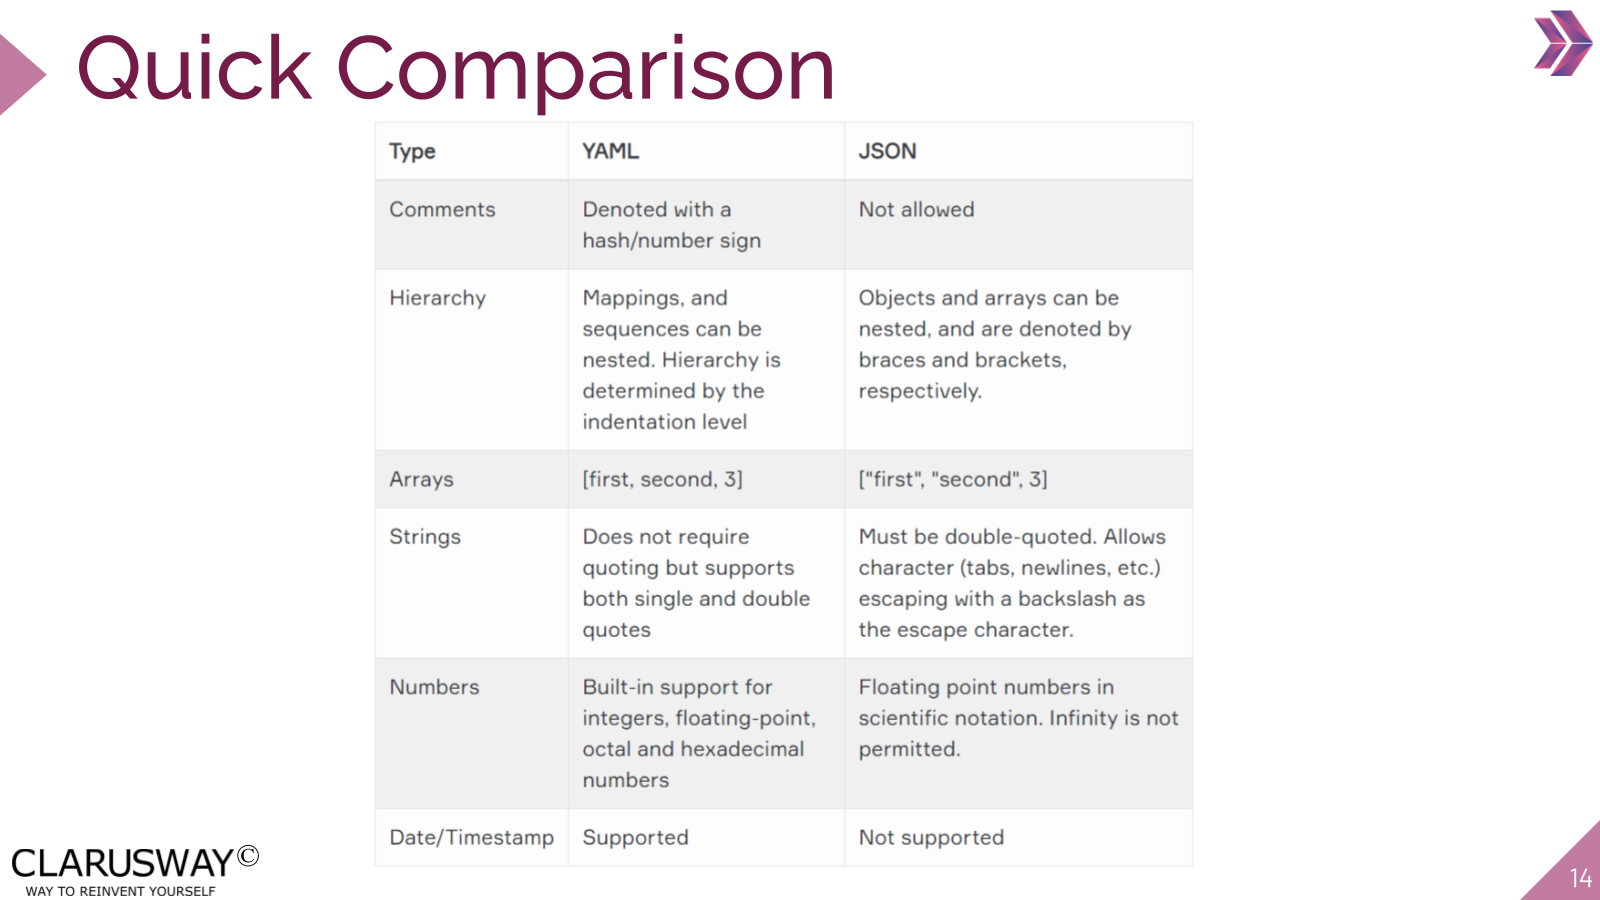 Quick Comparison
Type YAML JSON
Comments Denoted with a Not allowed
hash/number sign
Hierarchy Mappings, and Objects and arrays can be
sequences can be nested, and are denoted by
nested. Hierarchy is braces and brackets,
determined by the respectively.
indentation level
Arrays [first, second, 3] ["first", "second", 3]
Strings Does not require Must be double-quoted. Allows
quoting but supports character (tabs, newlines, etc.)
both single and double escaping with a backslash as
quotes the escape character.
Numbers Built-in support for Floating point numbers in
integers, floating-point, scientific notation. Infinity is not
octal and hexadecimal permitted.
numbers
Date/Timestamp Supported Not supported
CLARUSWAY©
WAY TO REINVENT YOURSELF
14